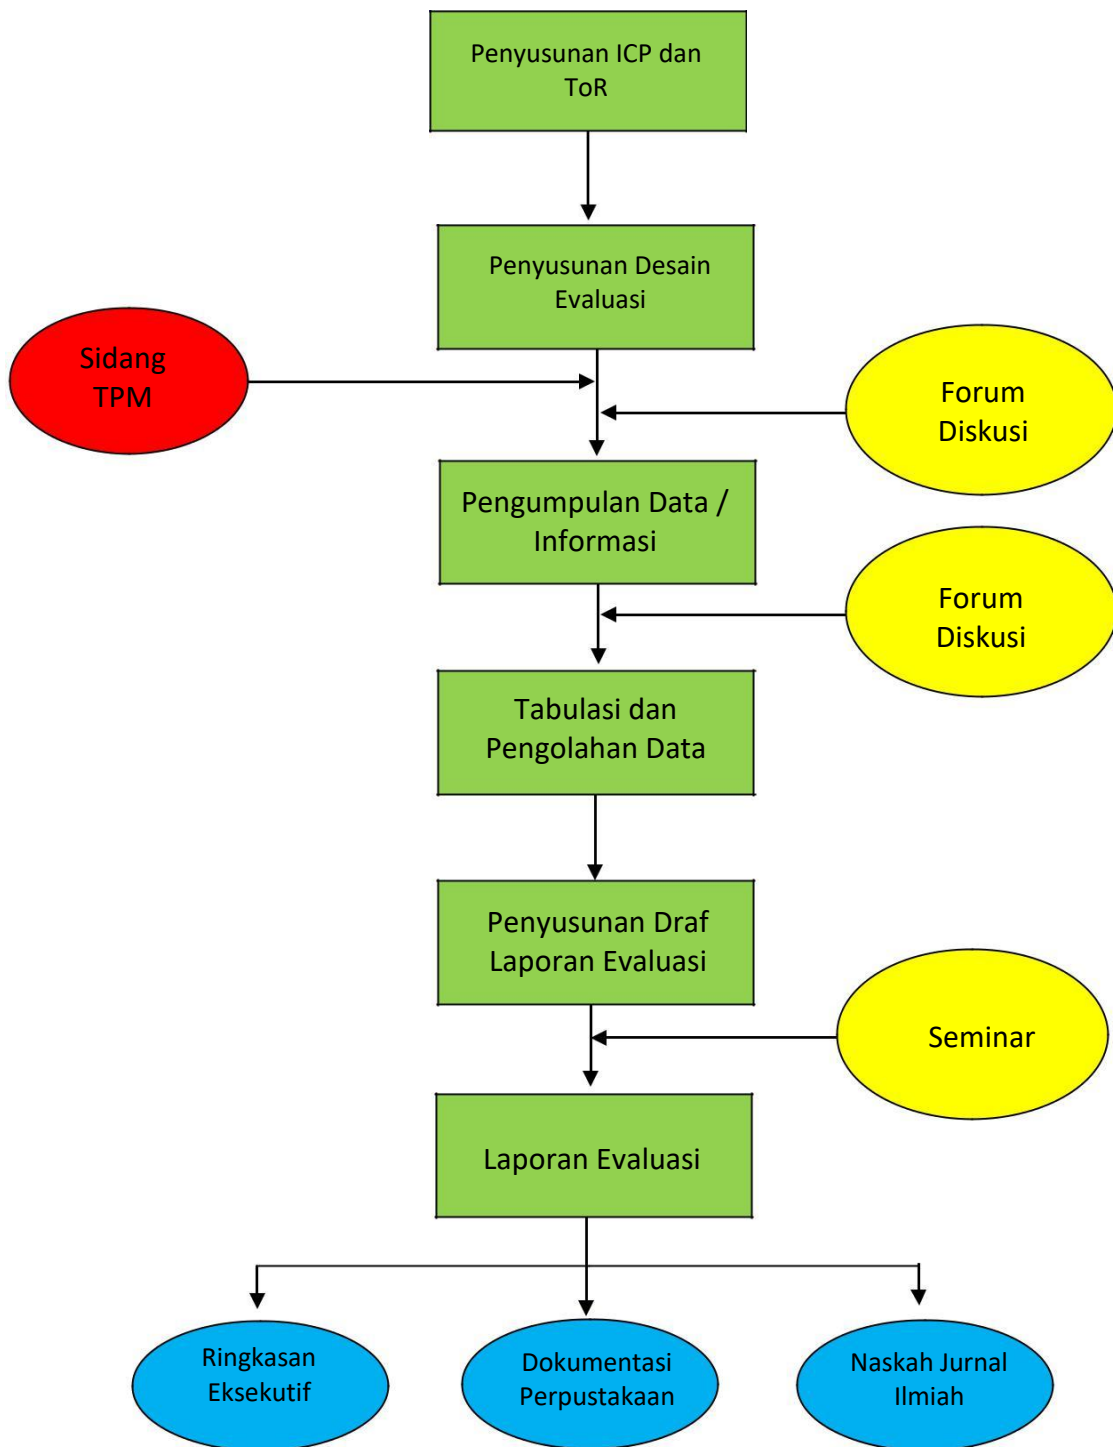 Penyusunan ICP dan
ToR
Penyusunan Desain
Evaluasi
Sidang
TPM
Forum
Diskusi
Pengumpulan Data /
Informasi
Forum
Diskusi
Tabulasi dan
Pengolahan Data
Penyusunan Draf
Laporan Evaluasi
Seminar
Laporan Evaluasi
Ringkasan
Eksekutif
Dokumentasi
Perpustakaan
Naskah Jurnal
Ilmiah